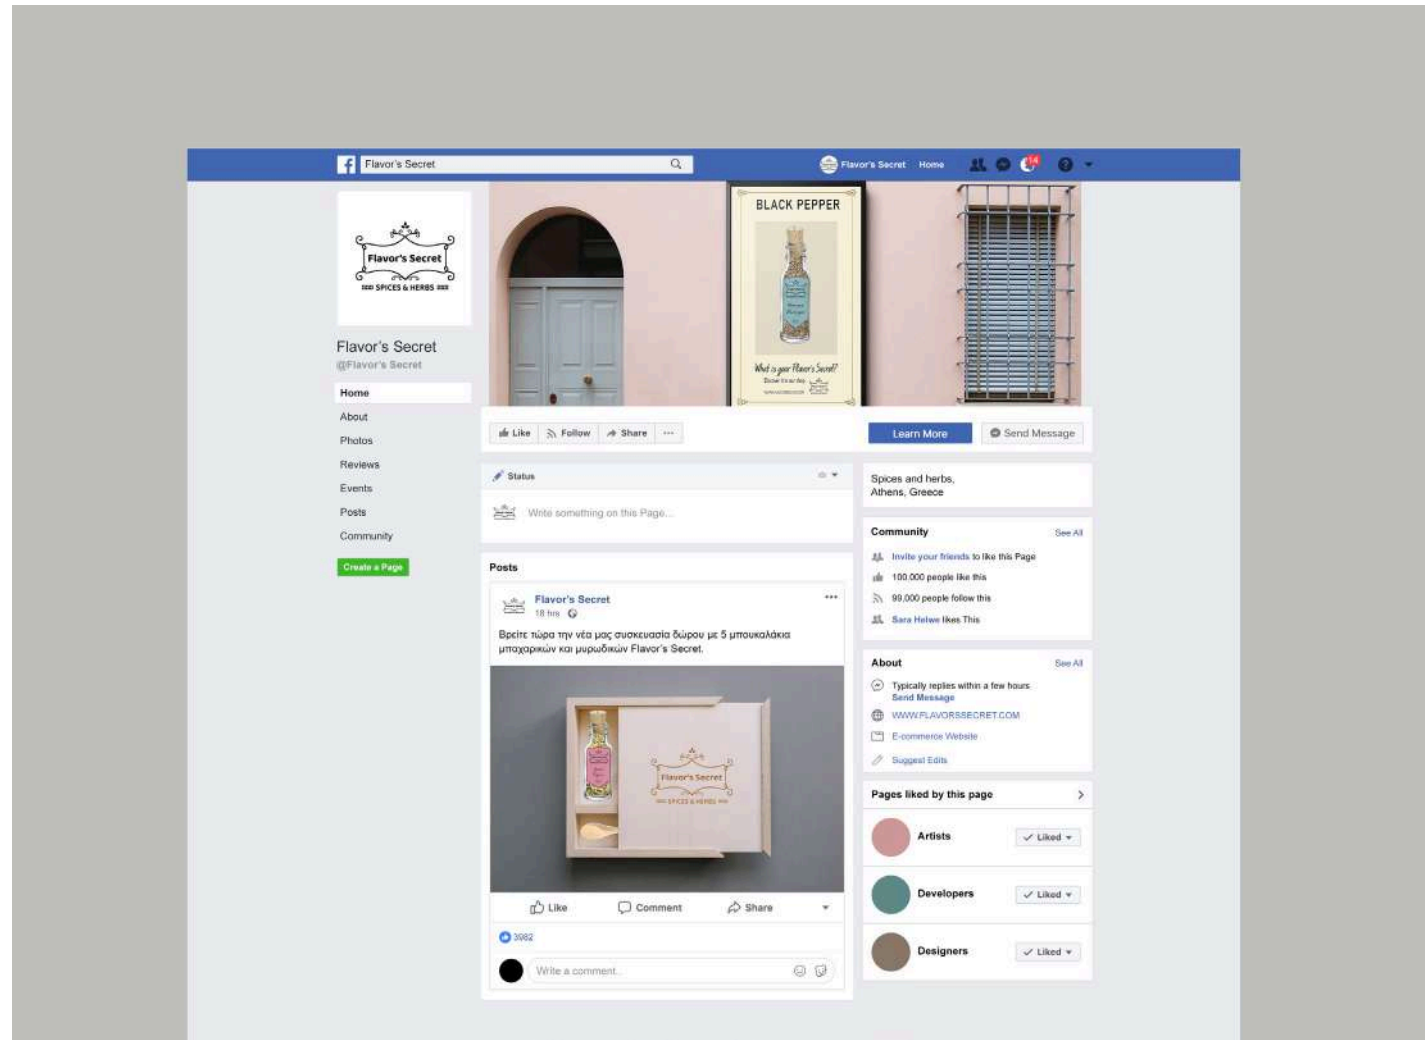 Flavor's Secret
Flavor's Secret Home
14
Flavor's Secret
SPICES & HERBS
Flavor's Secret
@Flavor's Secret
Home
About
Photos
Reviews
Events
Posts
Community
Create a Page
BLACK PEPPER
What is your Flavor's Secret?
Like Follow Share
Learn More
Send Message
Status
Write something on this Page...
Posts
Flavor's Secret
18 hrs
Βρείτε τώρα την νέα μας συσκευασία δώρου με 5 μπουκαλάκια
μπαχαρικών και μυρωδικών Flavor's Secret.
Flavor's Secret
SPICES & HERBS
Like Comment Share
3982
Write a comment..
Spices and herbs,
Athens, Greece
Community See All
Invite your friends to like this Page
100.000 people like this
99,000 people follow this
Sara Helwe likes This
About See All
Typically replies within a few hours
Send Message
WWW.FLAVORSSECRET.COM
E-commerce Website
Suggest Edits
Pages liked by this page
Artists Liked
Developers Liked
Designers Liked